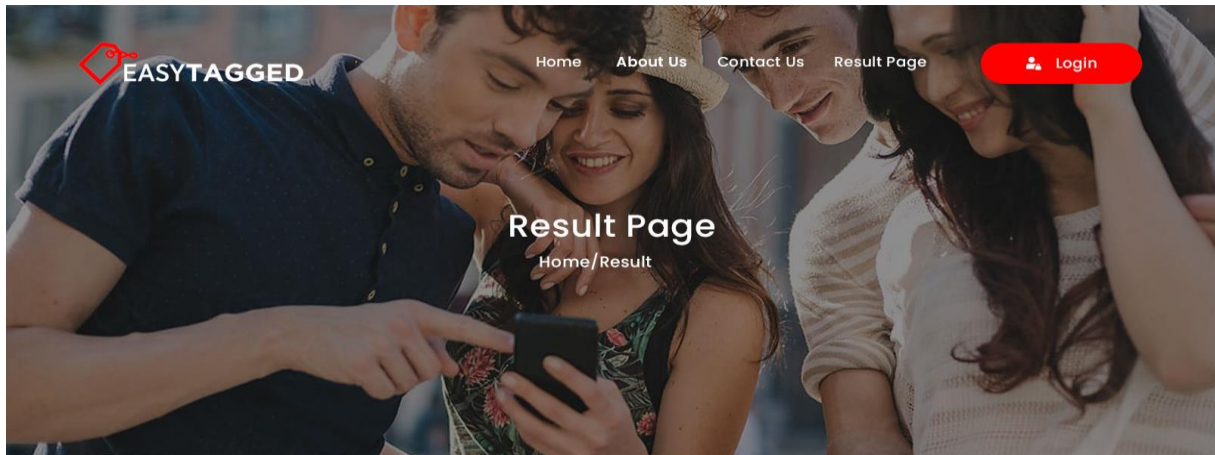 EASYTAGGED
Home About Us Contact Us Result Page Login
Result Page
Home/Result